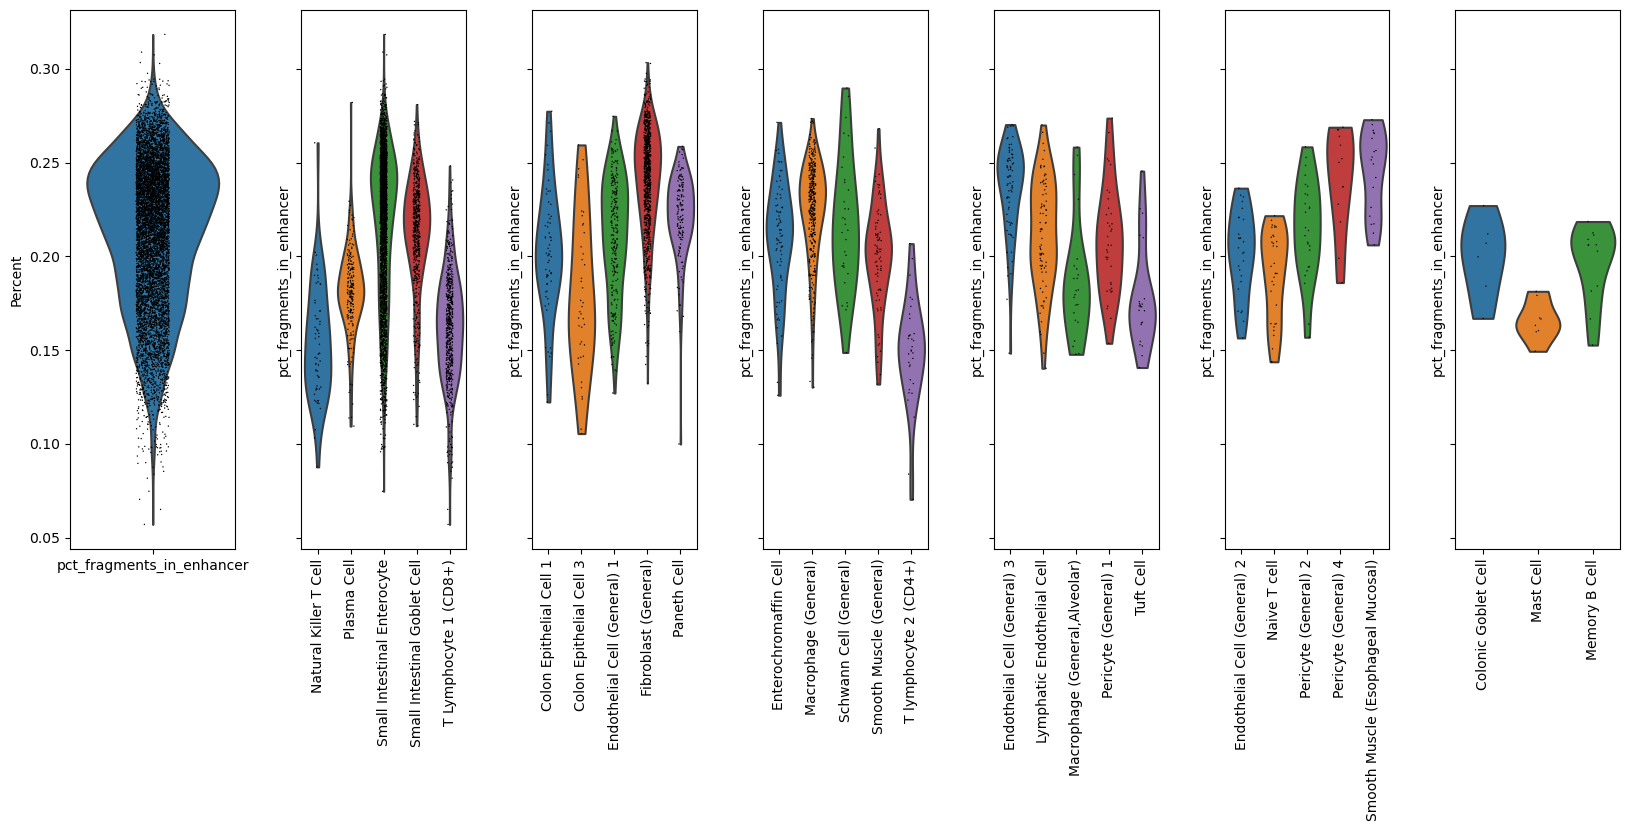 Percent
0.30
0.25
0.20
0.15
0.10
0.05
pct_fragments_in_enhancer
pct_fragments_in_enhancer
Natural Killer T Cell
Plasma Cell
Small Intestinal Enterocyte
Small Intestinal Goblet Cell
T Lymphocyte 1 (CD8+)
pct_fragments_in_enhancer
Colon Epithelial Cell 1
Colon Epithelial Cell 3
Endothelial Cell (General) 1
Fibroblast (General)
Paneth Cell
pct_fragments_in_enhancer
Enterochromaffin Cell
Macrophage (General)
Schwann Cell (General)
Smooth Muscle (General)
T lymphocyte 2 (CD4+)
pct_fragments_in_enhancer
Endothelial Cell (General) 3
Lymphatic Endothelial Cell
Macrophage (General,Alveolar)
Pericyte (General) 1
Tuft Cell
pct_fragments_in_enhancer
Endothelial Cell (General) 2
Naive T cell
Pericyte (General) 2
Pericyte (General) 4
Smooth Muscle (Esophageal Mucosal)
pct_fragments_in_enhancer
Colonic Goblet Cell
Mast Cell
Memory B Cell